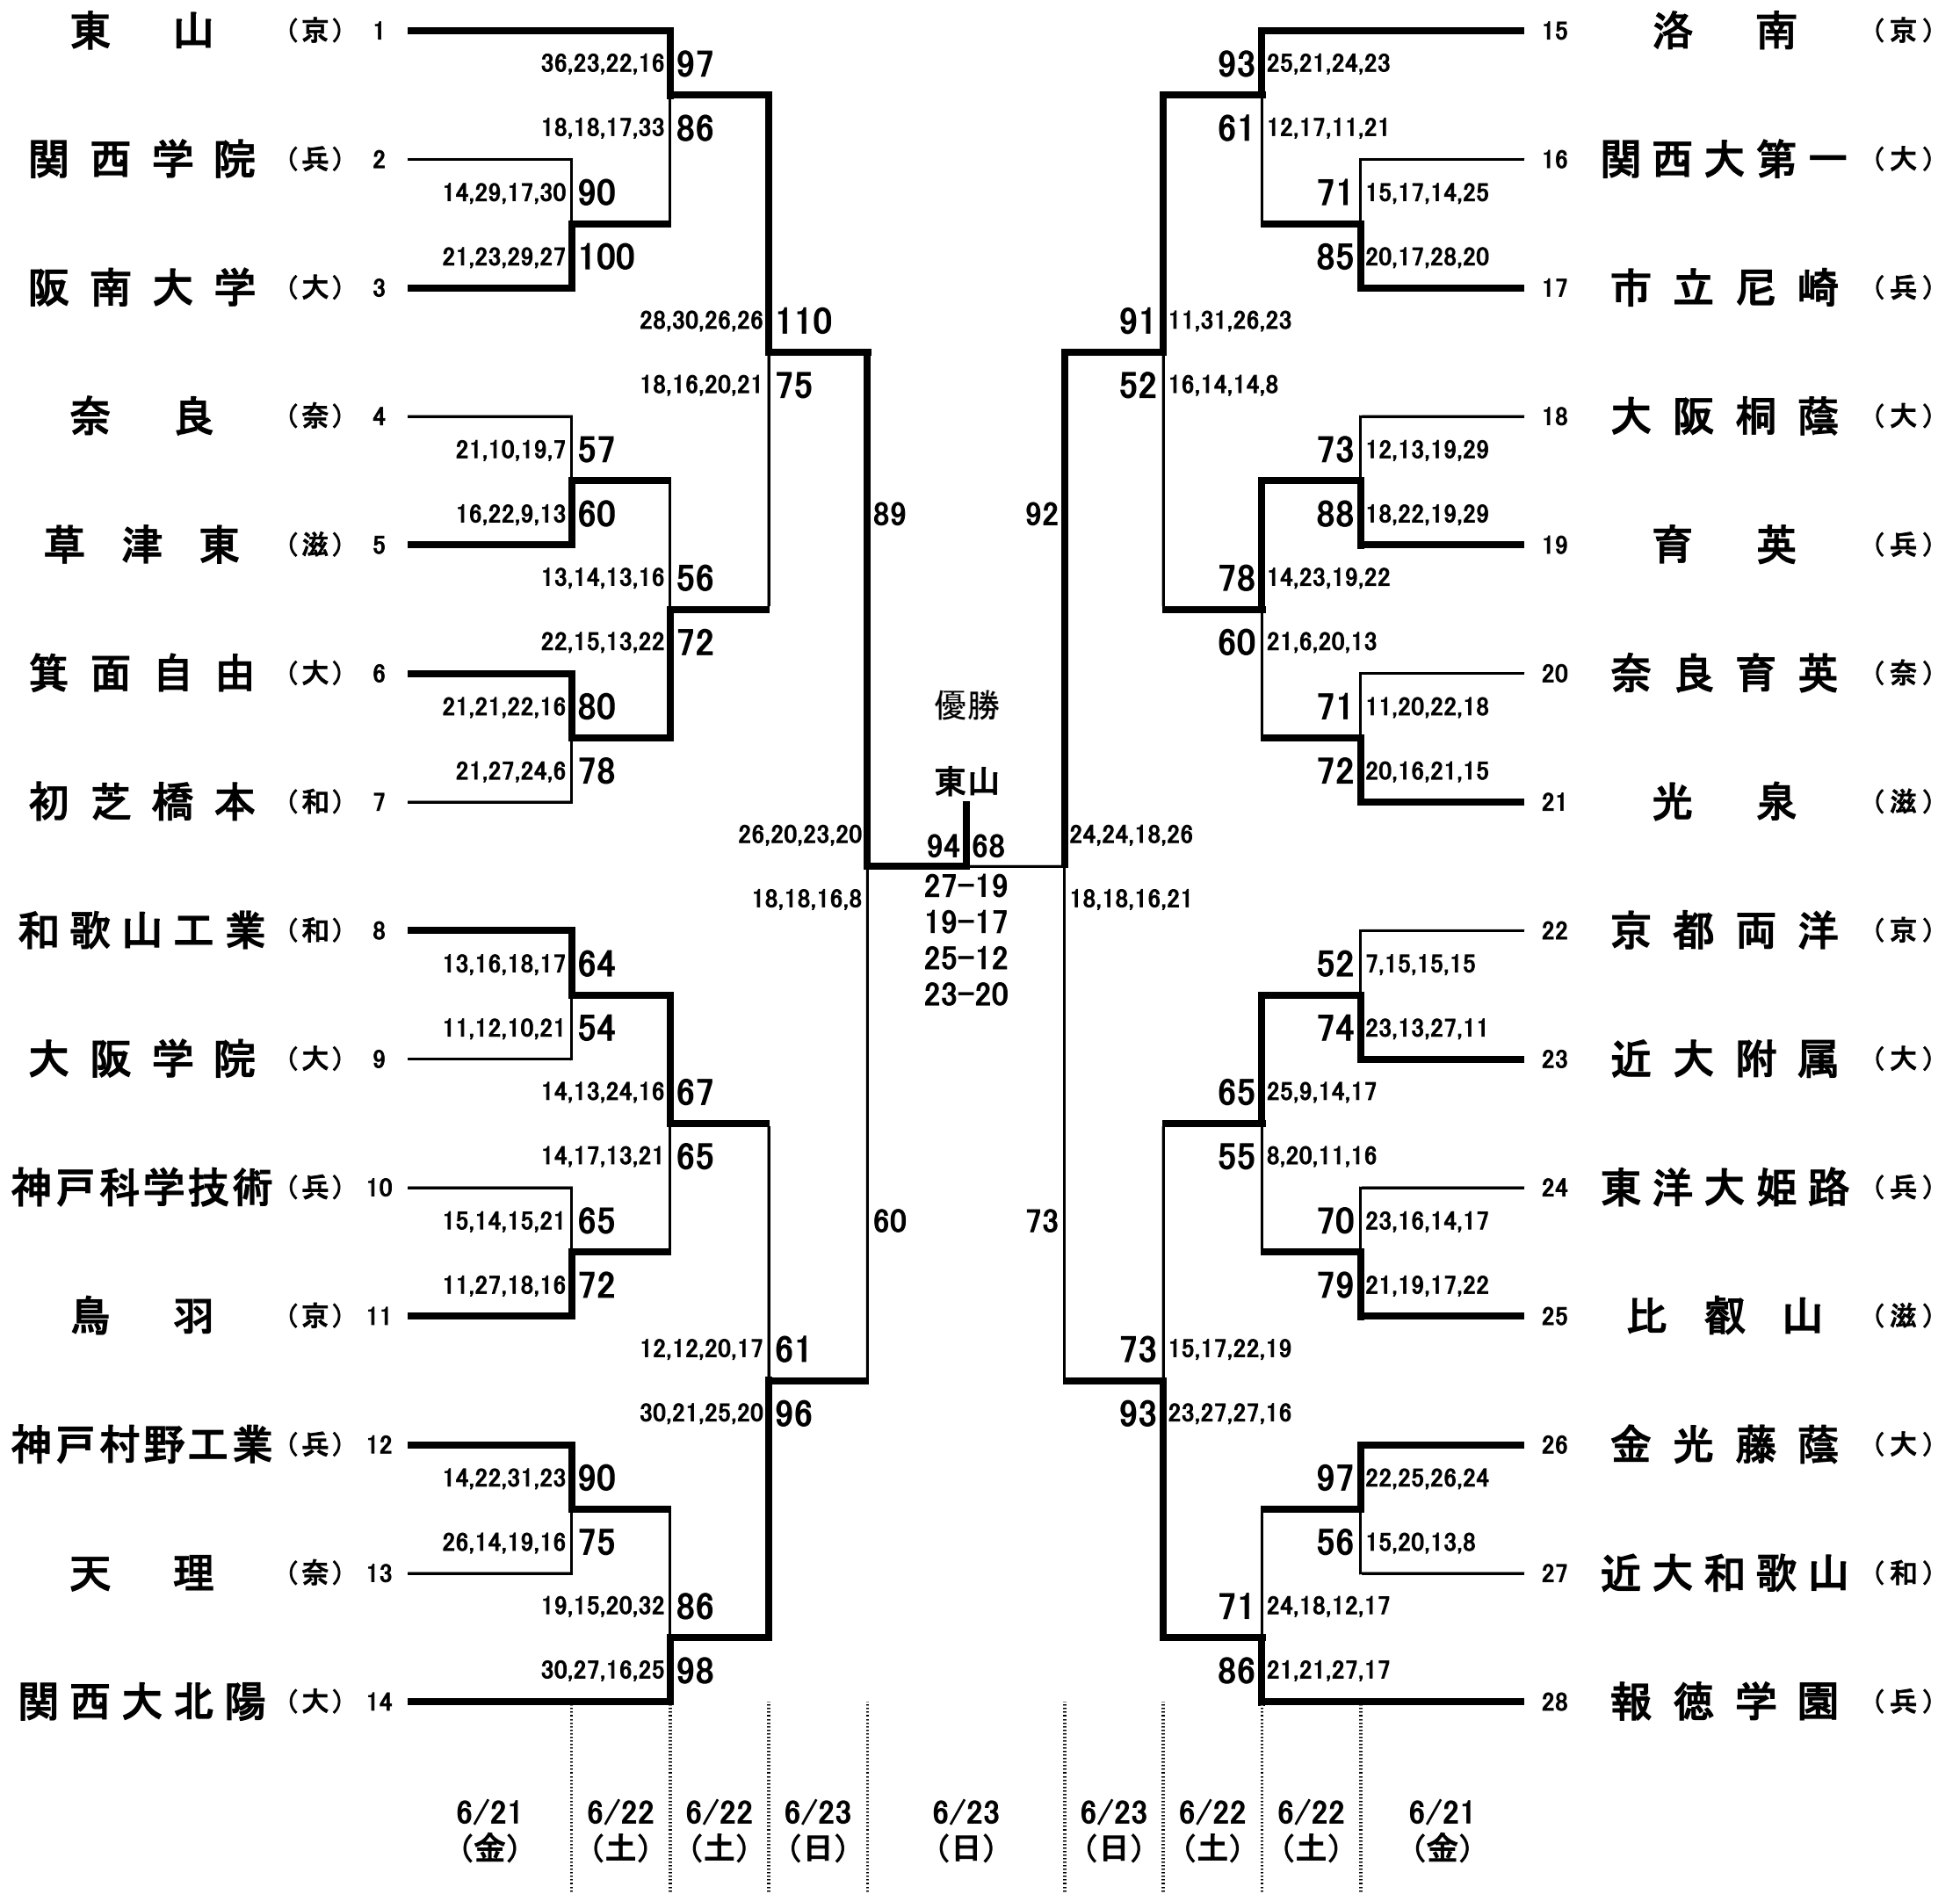 東山 （京） 1
36,23,22,16 97
18,18,17,33 86
関西学院 （兵） 2
14,29,17,30 90
21,23,29,27 100
阪南大学 （大） 3
28,30,26,26 110
18,16,20,21 75
奈良 （奈） 4
21,10,19,7 57
16,22,9,13 60
草津東 （滋） 5
13,14,13,16 56
22,15,13,22 72
箕面自由 （大） 6
21,21,22,16 80
21,27,24,6 78
初芝橋本 （和） 7
89
26,20,23,20
18,18,16,8
和歌山工業 （和） 8
13,16,18,17 64
11,12,10,21 54
大阪学院 （大） 9
14,13,24,16 67
14,17,13,21 65
神戸科学技術 （兵） 10
15,14,15,21 65
11,27,18,16 72
鳥羽 （京） 11
60
12,12,20,17 61
30,21,25,20 96
神戸村野工業 （兵） 12
14,22,31,23 90
26,14,19,16 75
天理 （奈） 13
19,15,20,32 86
30,27,16,25 98
関西大北陽 （大） 14
優勝
東山
94 68
27-19
19-17
25-12
23-20
15 洛南 （京）
93 25,21,24,23
61 12,17,11,21
16 関西大第一 （大）
71 15,17,14,25
85 20,17,28,20
17 市立尼崎 （兵）
91 11,31,26,23
52 16,14,14,8
18 大阪桐蔭 （大）
73 12,13,19,29
88 18,22,19,29
19 育英 （兵）
78 14,23,19,22
60 21,6,20,13
20 奈良育英 （奈）
71 11,20,22,18
72 20,16,21,15
21 光泉 （滋）
92
24,24,18,26
18,18,16,21
22 京都両洋 （京）
52 7,15,15,15
74 23,13,27,11
23 近大附属 （大）
65 25,9,14,17
55 8,20,11,16
24 東洋大姫路 （兵）
70 23,16,14,17
79 21,19,17,22
25 比叡山 （滋）
73
73 15,17,22,19
93 23,27,27,16
26 金光藤蔭 （大）
97 22,25,26,24
56 15,20,13,8
27 近大和歌山 （和）
71 24,18,12,17
86 21,21,27,17
28 報徳学園 （兵）
6/21 6/22 6/22 6/23 6/23 6/23 6/22 6/22 6/21
（金） （土） （土） （日） （日） （日） （土） （土） （金）